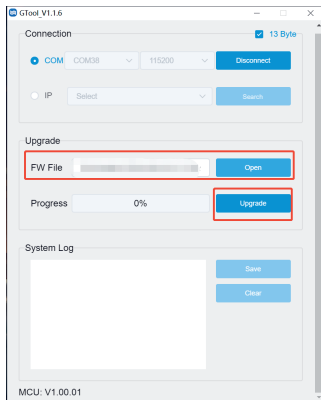 GTool_V1.1.6
Connection
13 Byte
COM COM38 115200 Disconnect
IP Select Search
Upgrade
FW File Open
Progress 0% Upgrade
System Log
Save
Clear
MCU: V1.00.01